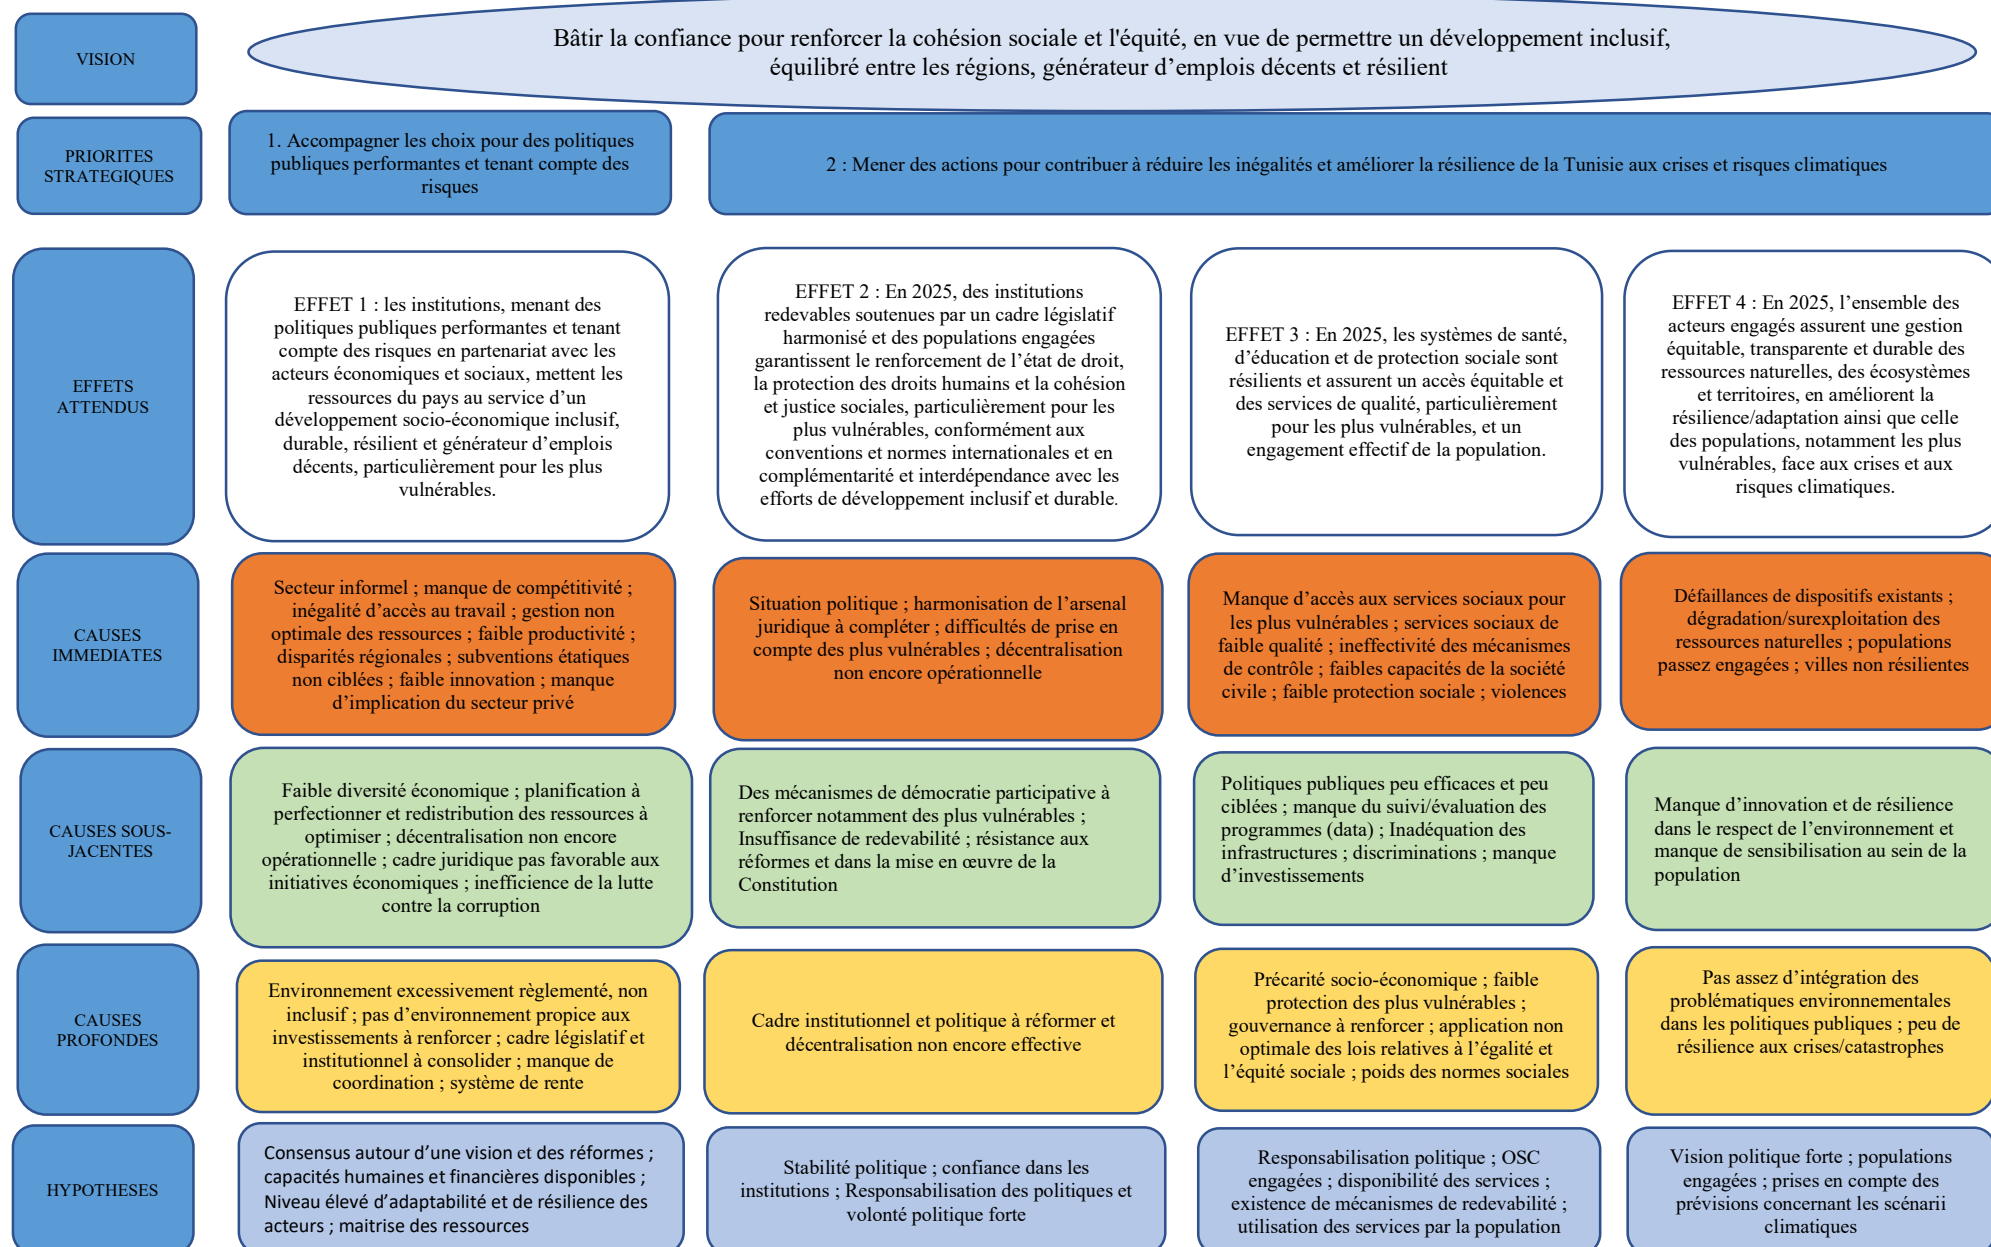 VISION
Bâtir la confiance pour renforcer la cohésion sociale et l'équité, en vue de permettre un développement inclusif,
équilibré entre les régions, générateur d’emplois décents et résilient
PRIORITES
STRATEGIQUES
1. Accompagner les choix pour des politiques
publiques performantes et tenant compte des
risques
2 : Mener des actions pour contribuer à réduire les inégalités et améliorer la résilience de la Tunisie aux crises et risques climatiques
EFFETS
ATTENDUS
EFFET 1 : les institutions, menant des
politiques publiques performantes et tenant
compte des risques en partenariat avec les
acteurs économiques et sociaux, mettent les
ressources du pays au service d’un
développement socio-économique inclusif,
durable, résilient et générateur d’emplois
décents, particulièrement pour les plus
vulnérables.
EFFET 2 : En 2025, des institutions
redevables soutenues par un cadre législatif
harmonisé et des populations engagées
garantissent le renforcement de l’état de droit,
la protection des droits humains et la cohésion
et justice sociales, particulièrement pour les
plus vulnérables, conformément aux
conventions et normes internationales et en
complémentarité et interdépendance avec les
efforts de développement inclusif et durable.
EFFET 3 : En 2025, les systèmes de santé,
d’éducation et de protection sociale sont
résilients et assurent un accès équitable et
des services de qualité, particulièrement
pour les plus vulnérables, et un
engagement effectif de la population.
EFFET 4 : En 2025, l’ensemble des
acteurs engagés assurent une gestion
équitable, transparente et durable des
ressources naturelles, des écosystèmes
et territoires, en améliorent la
résilience/adaptation ainsi que celle
des populations, notamment les plus
vulnérables, face aux crises et aux
risques climatiques.
CAUSES
IMMEDIATES
Secteur informel ; manque de compétitivité ;
inégalité d’accès au travail ; gestion non
optimale des ressources ; faible productivité ;
disparités régionales ; subventions étatiques
non ciblées ; faible innovation ; manque
d’implication du secteur privé
Situation politique ; harmonisation de l’arsenal
juridique à compléter ; difficultés de prise en
compte des plus vulnérables ; décentralisation
non encore opérationnelle
Manque d’accès aux services sociaux pour
les plus vulnérables ; services sociaux de
faible qualité ; ineffectivité des mécanismes
de contrôle ; faibles capacités de la société
civile ; faible protection sociale ; violences
Défaillances de dispositifs existants ;
dégradation/surexploitation des
ressources naturelles ; populations
passez engagées ; villes non résilientes
CAUSES SOUS-
JACENTES
Faible diversité économique ; planification à
perfectionner et redistribution des ressources à
optimiser ; décentralisation non encore
opérationnelle ; cadre juridique pas favorable aux
initiatives économiques ; inefficience de la lutte
contre la corruption
Des mécanismes de démocratie participative à
renforcer notamment des plus vulnérables ;
Insuffisance de redevabilité ; résistance aux
réformes et dans la mise en œuvre de la
Constitution
Politiques publiques peu efficaces et peu
ciblées ; manque du suivi/évaluation des
programmes (data) ; Inadéquation des
infrastructures ; discriminations ; manque
d’investissements
Manque d’innovation et de résilience
dans le respect de l’environnement et
manque de sensibilisation au sein de la
population
CAUSES
PROFONDES
Environnement excessivement règlementé, non
inclusif ; pas d’environnement propice aux
investissements à renforcer ; cadre législatif et
institutionnel à consolider ; manque de
coordination ; système de rente
Cadre institutionnel et politique à réformer et
décentralisation non encore effective
Précarité socio-économique ; faible
protection des plus vulnérables ;
gouvernance à renforcer ; application non
optimale des lois relatives à l’égalité et
l’équité sociale ; poids des normes sociales
Pas assez d’intégration des
problématiques environnementales
dans les politiques publiques ; peu de
résilience aux crises/catastrophes
HYPOTHESES
Consensus autour d’une vision et des réformes ;
capacités humaines et financières disponibles ;
Niveau élevé d’adaptabilité et de résilience des
acteurs ; maitrise des ressources
Stabilité politique ; confiance dans les
institutions ; Responsabilisation des politiques et
volonté politique forte
Responsabilisation politique ; OSC
engagées ; disponibilité des services ;
existence de mécanismes de redevabilité ;
utilisation des services par la population
Vision politique forte ; populations
engagées ; prises en compte des
prévisions concernant les scénarii
climatiques